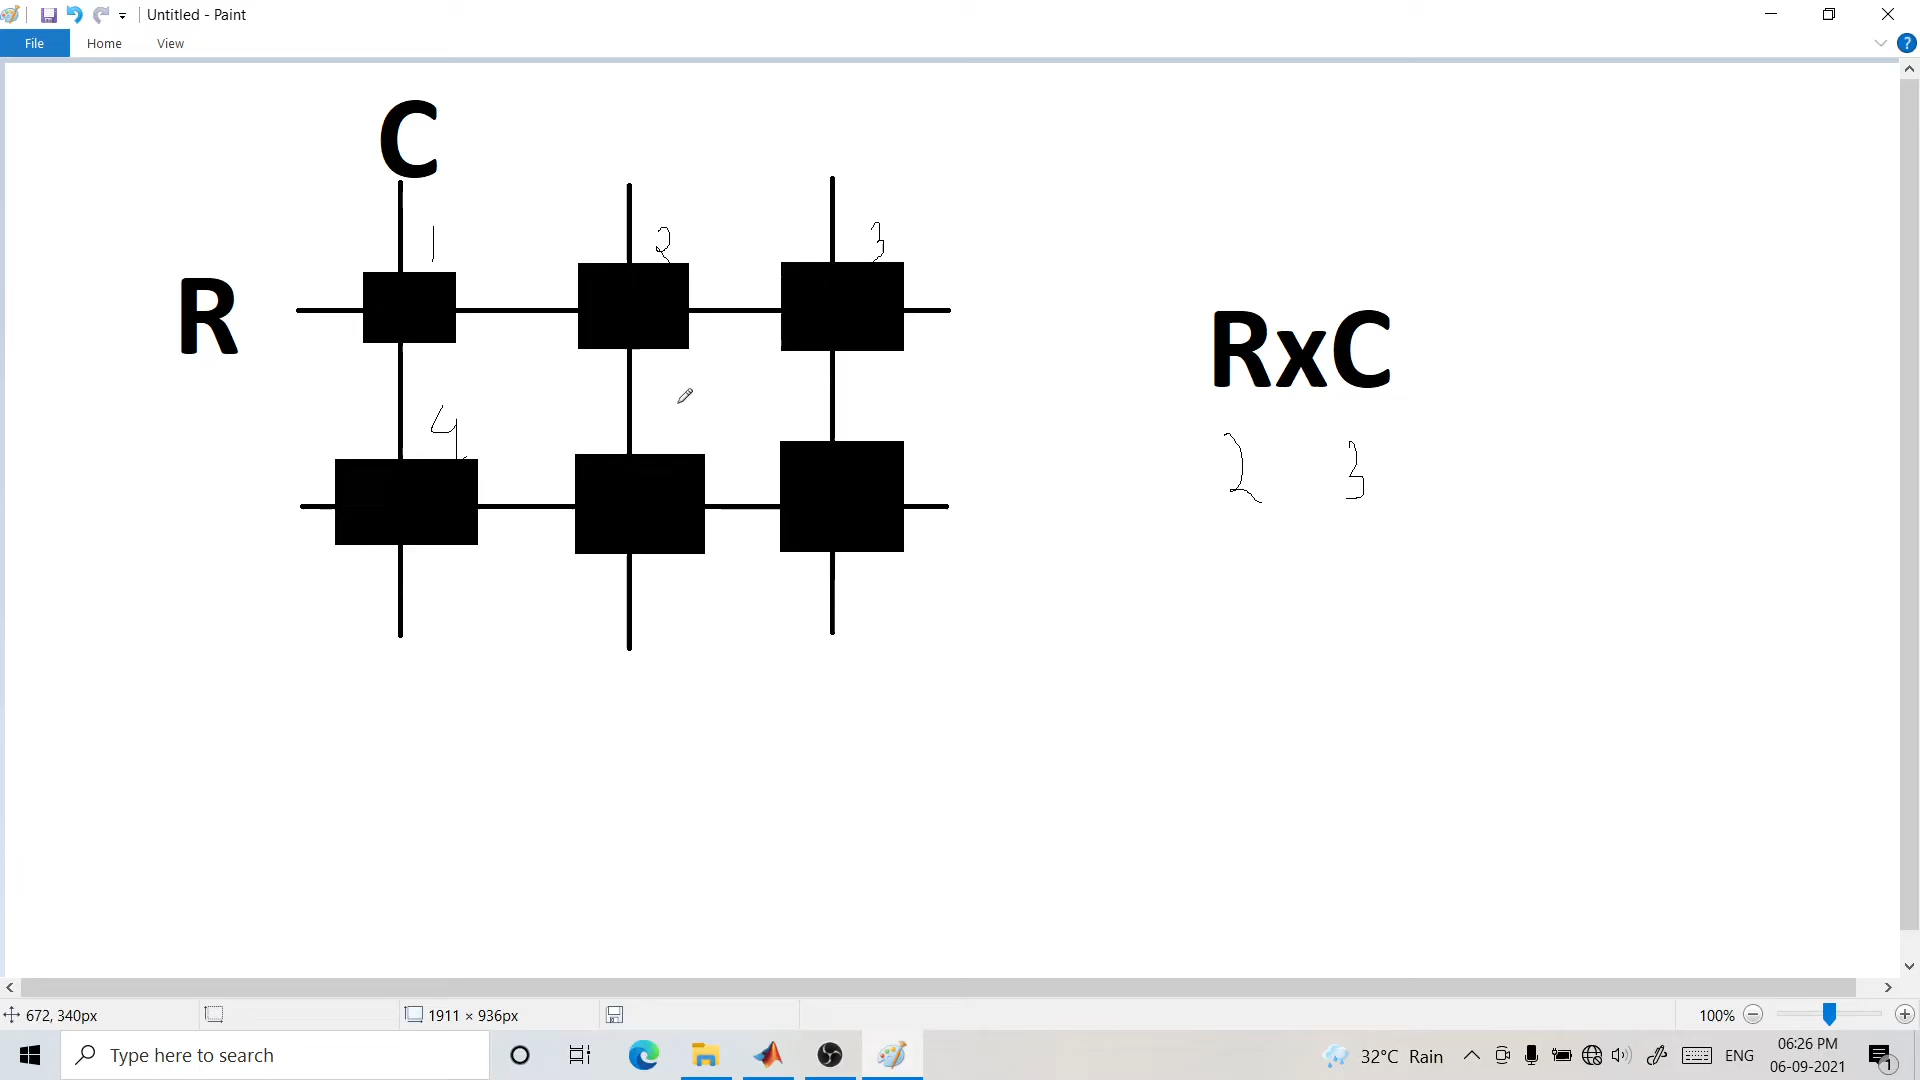 Untitled - Paint
File Home View
C
1 2 3
R
RxC
4
2 3
672, 340px
1911 × 936px
100%
Type here to search
32°C Rain
ENG
06:26 PM
06-09-2021
1